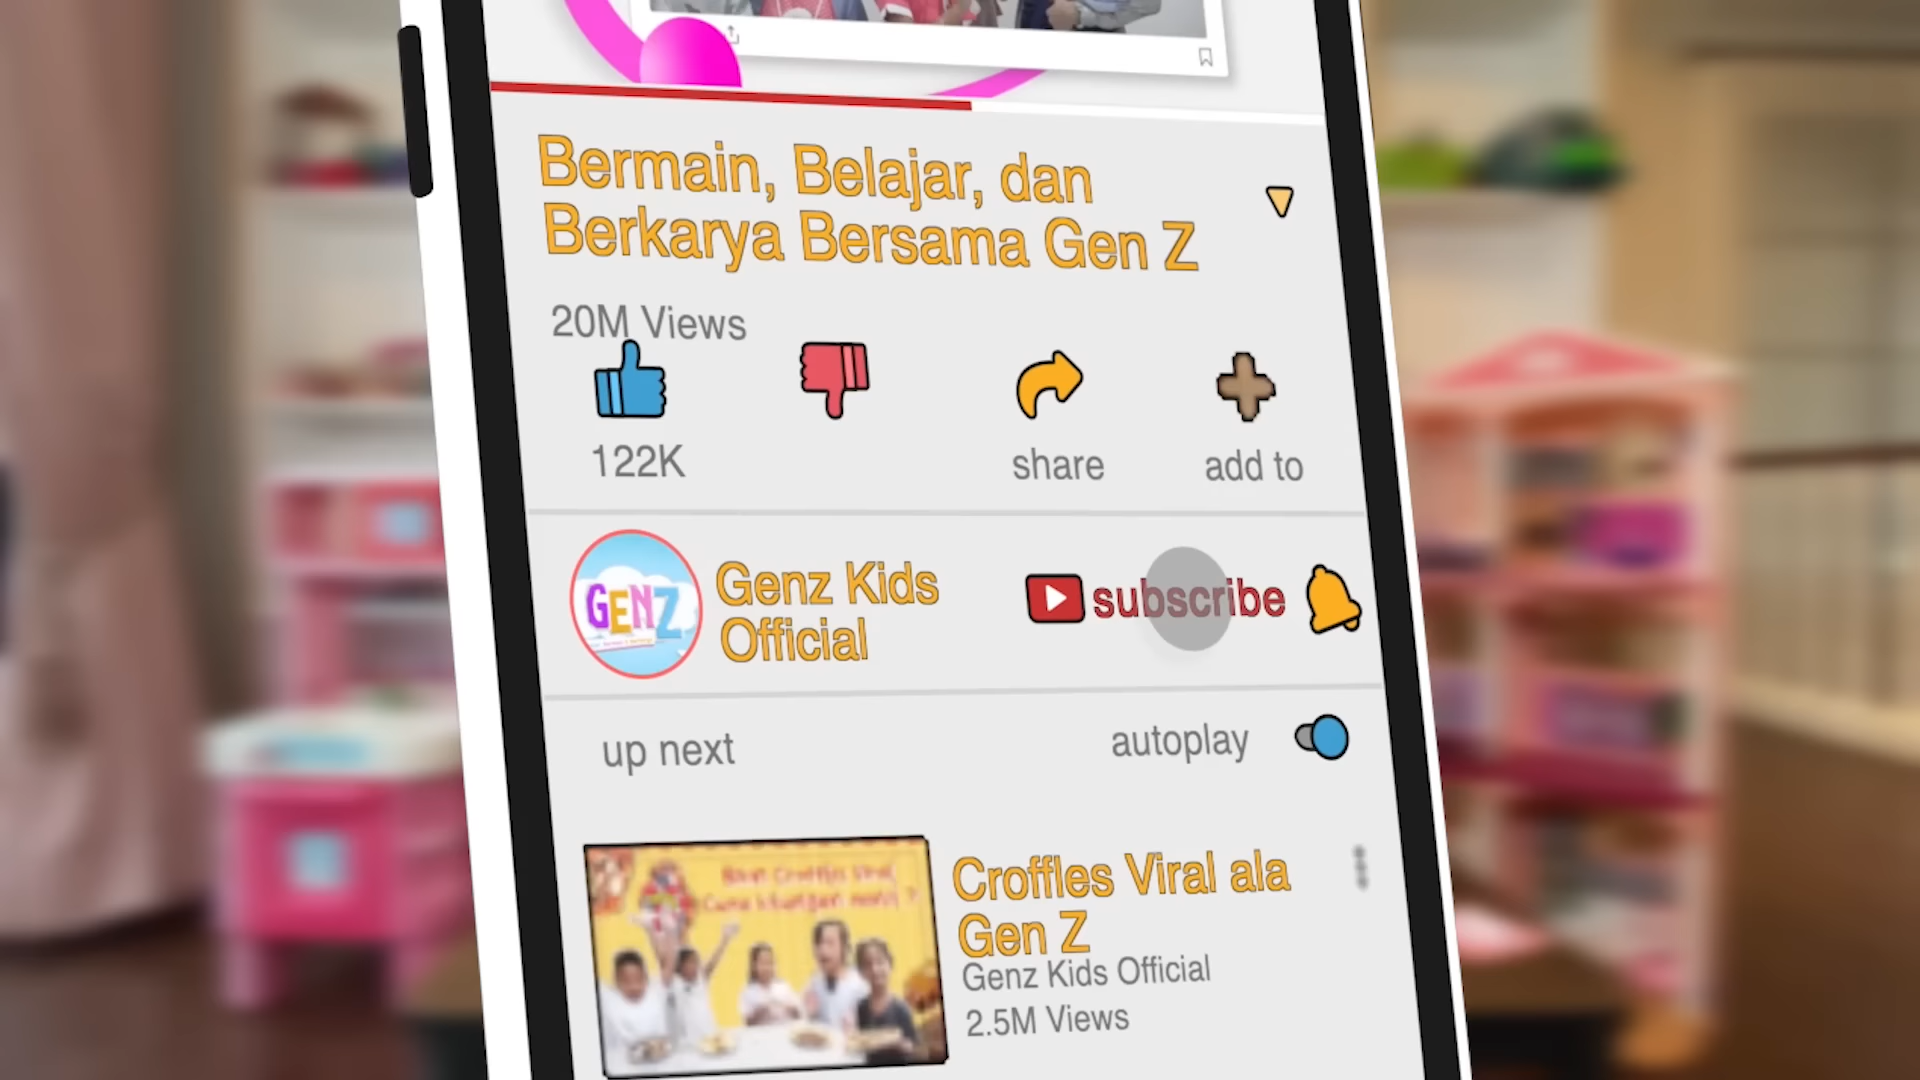 Bermain, Belajar, dan
Berkarya Bersama Gen Z
20M Views
122K
share
add to
GENZ
Genz Kids
Official
subscribe
up next
autoplay
Croffles Viral ala
Gen Z
Genz Kids Official
2.5M Views